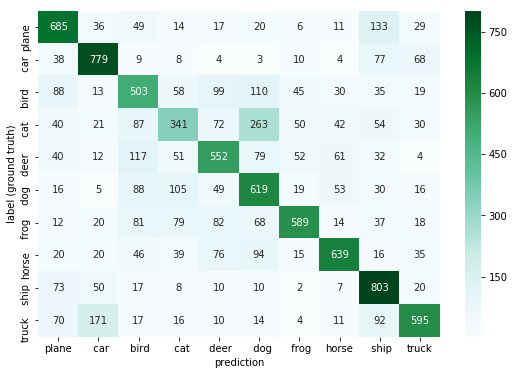 plane 685 36 49 14 17 20 6 11 133 29
car 38 779 9 8 4 3 10 4 77 68
bird 88 13 503 58 99 110 45 30 35 19
cat 40 21 87 341 72 263 50 42 54 30
deer 40 12 117 51 552 79 52 61 32 4
dog 16 5 88 105 49 619 19 53 30 16
frog 12 20 81 79 82 68 589 14 37 18
horse 20 20 46 39 76 94 15 639 16 35
ship 73 50 17 8 10 10 2 7 803 20
truck 70 171 17 16 10 14 4 11 92 595
plane car bird cat deer dog frog horse ship truck
prediction
label (ground truth)
750
600
450
300
150